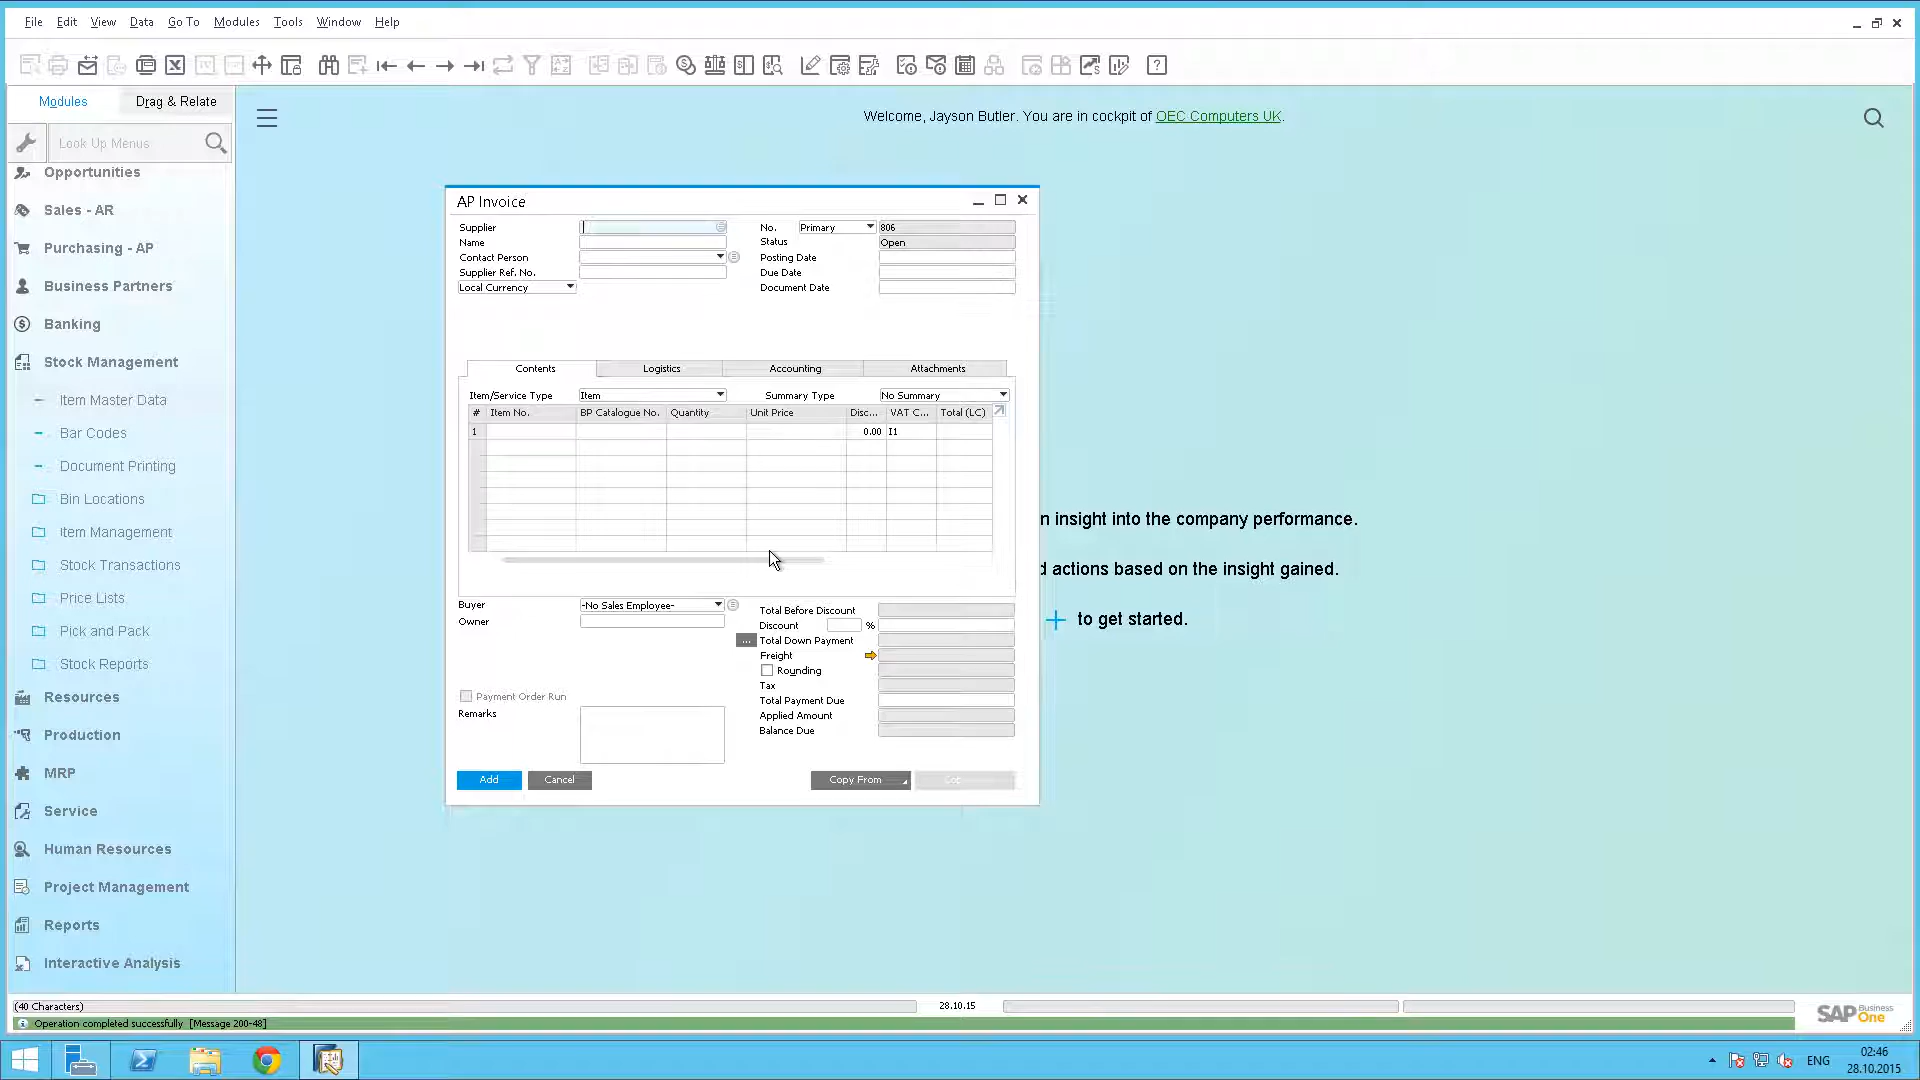 File Edit View Data Go To Modules Tools Window Help
Modules Drag & Relate
Look Up Menus
Welcome, Jayson Butler. You are in cockpit of OEC Computers UK.
Opportunities
Sales - AR
Purchasing - AP
Business Partners
Banking
Stock Management
Item Master Data
Bar Codes
Document Printing
Bin Locations
Item Management
Stock Transactions
Price Lists
Pick and Pack
Stock Reports
Resources
Production
MRP
Service
Human Resources
Project Management
Reports
Interactive Analysis
AP Invoice
Supplier
Name
Contact Person
Supplier Ref. No.
Local Currency
No. Primary 806
Status Open
Posting Date
Due Date
Document Date
Contents Logistics Accounting Attachments
Item/Service Type Item Summary Type No Summary
# Item No. BP Catalogue No. Quantity Unit Price Disc... VAT C... Total (LC)
1 0.00 I1
n insight into the company performance.
d actions based on the insight gained.
to get started.
Buyer -No Sales Employee-
Owner
Payment Order Run
Remarks
Total Before Discount
Discount %
... Total Down Payment
Freight
Rounding
Tax
Total Payment Due
Applied Amount
Balance Due
Add Cancel Copy From
(40 Characters) 28.10.15
Operation completed successfully [Message 200-48]
SAP Business One
ENG 02:46
28.10.2015